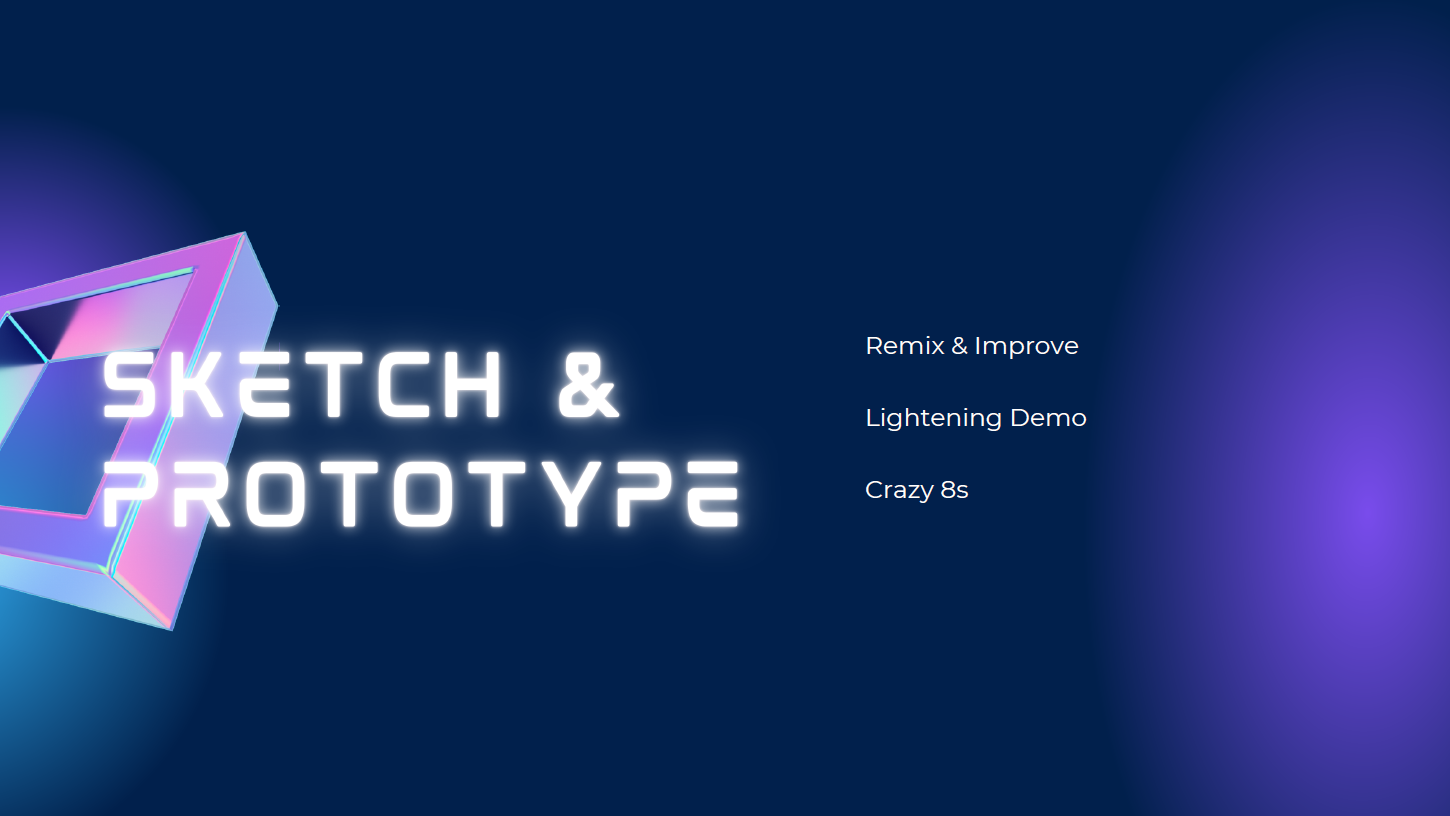 SKETCH &
PROTOTYPE
Remix & Improve
Lightening Demo
Crazy 8s